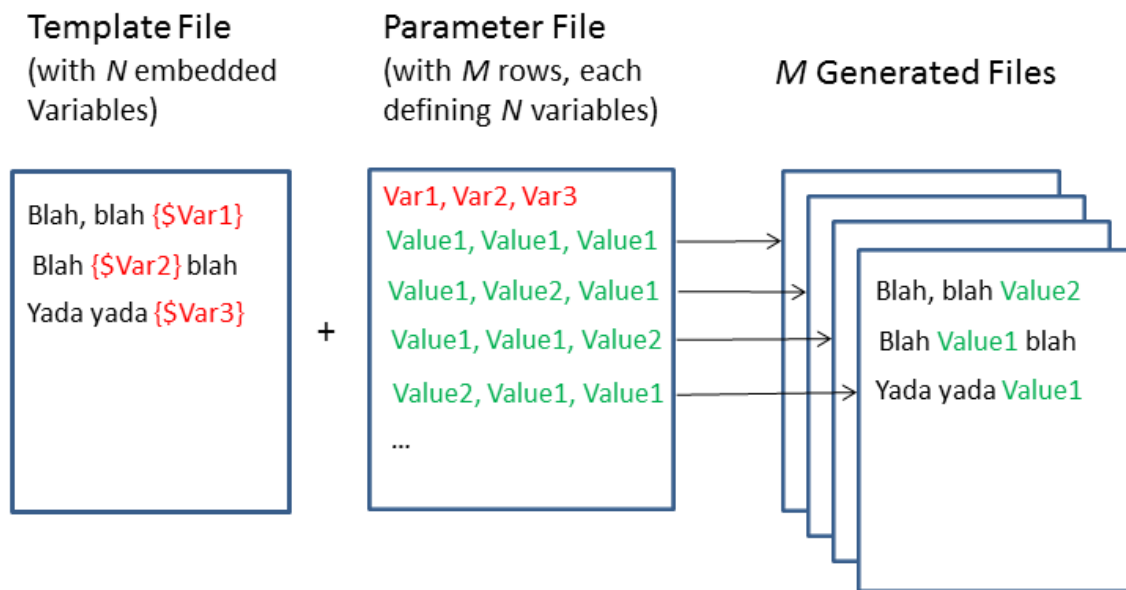 Template File
(with N embedded
Variables)
Parameter File
(with M rows, each
defining N variables)
M Generated Files
Blah, blah {$Var1}
Blah {$Var2} blah
Yada yada {$Var3}
+
Var1, Var2, Var3
Value1, Value1, Value1
Value1, Value2, Value1
Value1, Value1, Value2
Value2, Value1, Value1
...
Blah, blah Value2
Blah Value1 blah
Yada yada Value1